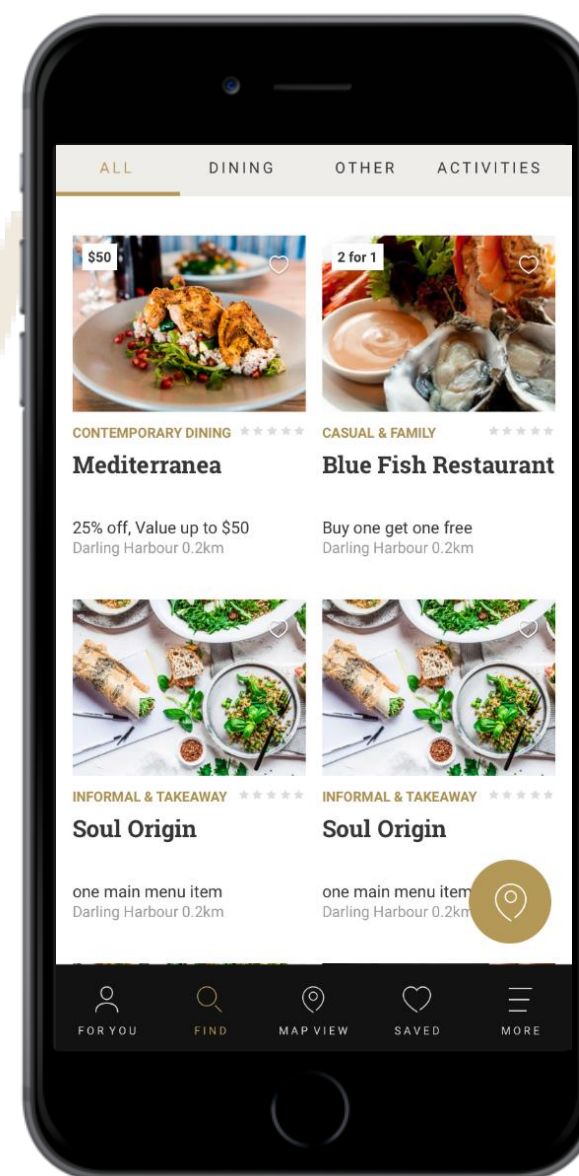 ALL DINING OTHER ACTIVITIES
$50
2 for 1
CONTEMPORARY DINING
Mediterranea
25% off, Value up to $50
Darling Harbour 0.2km
CASUAL & FAMILY
Blue Fish Restaurant
Buy one get one free
Darling Harbour 0.2km
INFORMAL & TAKEAWAY
Soul Origin
one main menu item
Darling Harbour 0.2km
INFORMAL & TAKEAWAY
Soul Origin
one main menu item
Darling Harbour 0.2km
FOR YOU FIND MAP VIEW SAVED MORE